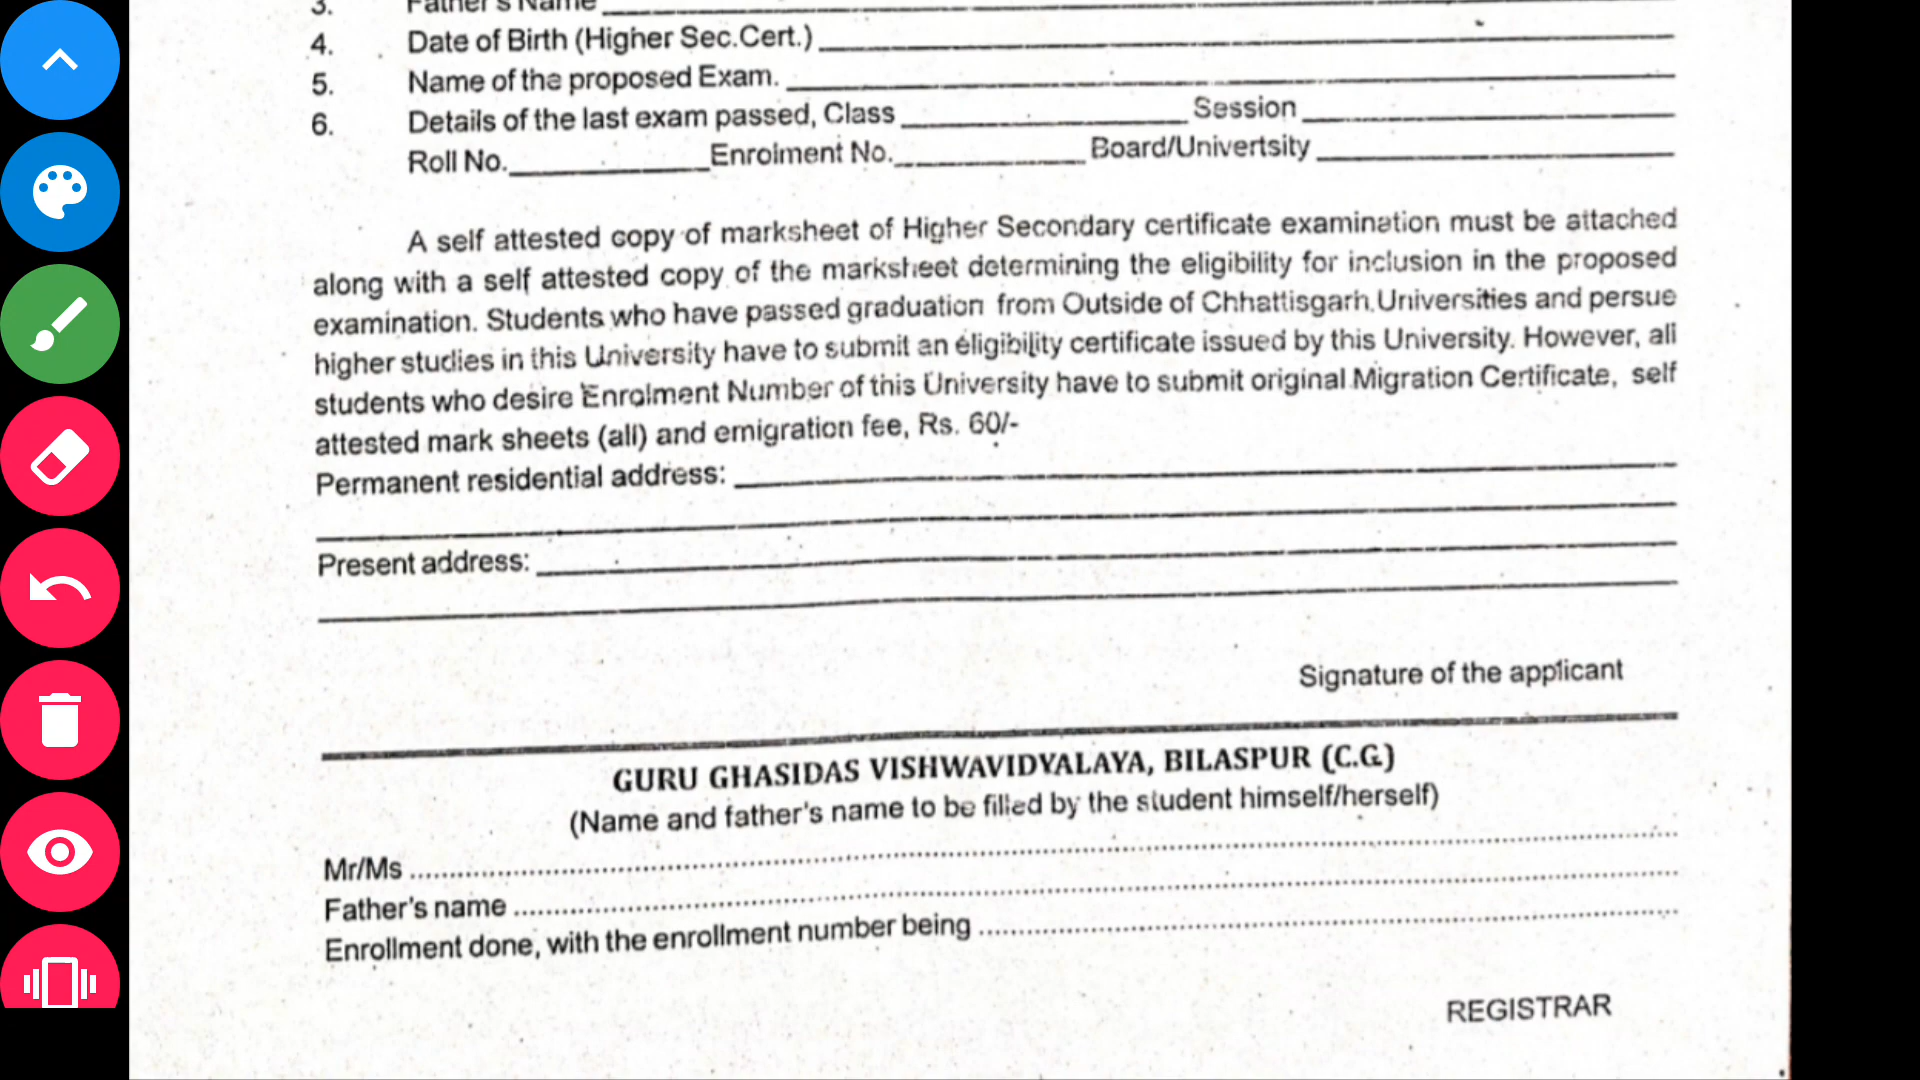 3. Father's Name
4. Date of Birth (Higher Sec.Cert.)
5. Name of the proposed Exam.
6. Details of the last exam passed, Class Session
Roll No. Enrolment No. Board/Univertsity
A self attested copy of marksheet of Higher Secondary certificate examination must be attached
along with a self attested copy of the marksheet determining the eligibility for inclusion in the proposed
examination. Students who have passed graduation from Outside of Chhattisgarh Universities and persue
higher studies in this University have to submit an eligibility certificate issued by this University. However, all
students who desire Enrolment Number of this University have to submit original Migration Certificate, self
attested mark sheets (all) and emigration fee, Rs. 60/-
Permanent residential address:
Present address:
Signature of the applicant
GURU GHASIDAS VISHWAVIDYALAYA, BILASPUR (C.G.)
(Name and father's name to be filled by the student himself/herself)
Mr/Ms
Father's name
Enrollment done, with the enrollment number being
REGISTRAR